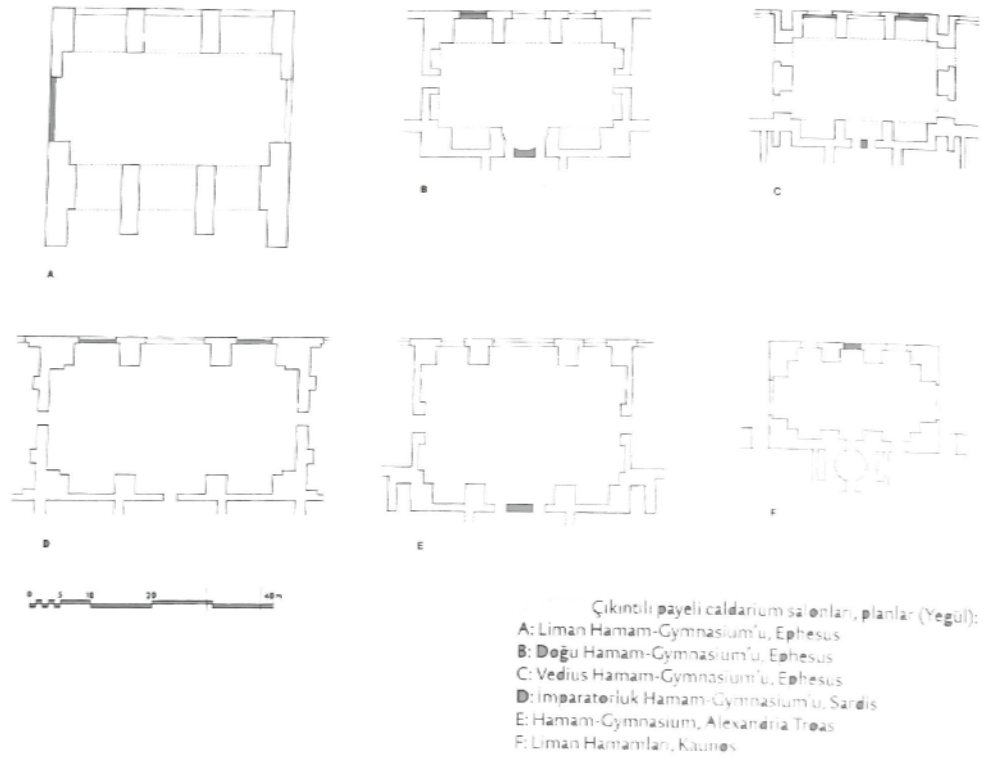 A
B
C
D
E
F
0 5 10 20 40 m
Çıkıntılı payeli caldarium salonları, planlar (Yegül):
A: Liman Hamam-Gymnasium'u, Ephesus
B: Doğu Hamam-Gymnasium'u, Ephesus
C: Vedius Hamam-Gymnasium'u, Ephesus
D: İmparatorluk Hamam-Gymnasium'u, Sardis
E: Hamam-Gymnasium, Alexandria Troas
F: Liman Hamamları, Kaunos